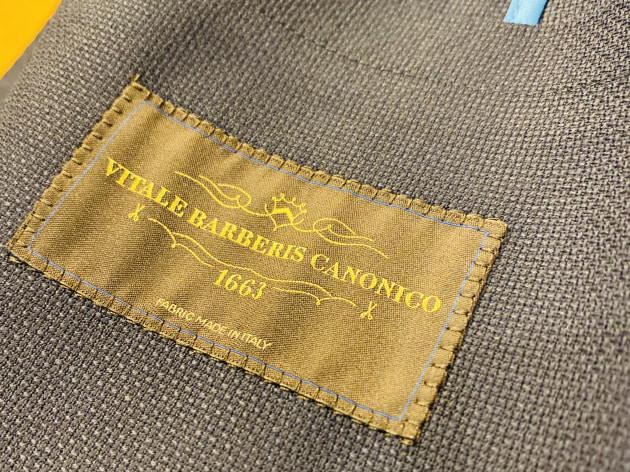 VITALE BARBERIS CANONICO
1663
FABRIC MADE IN ITALY